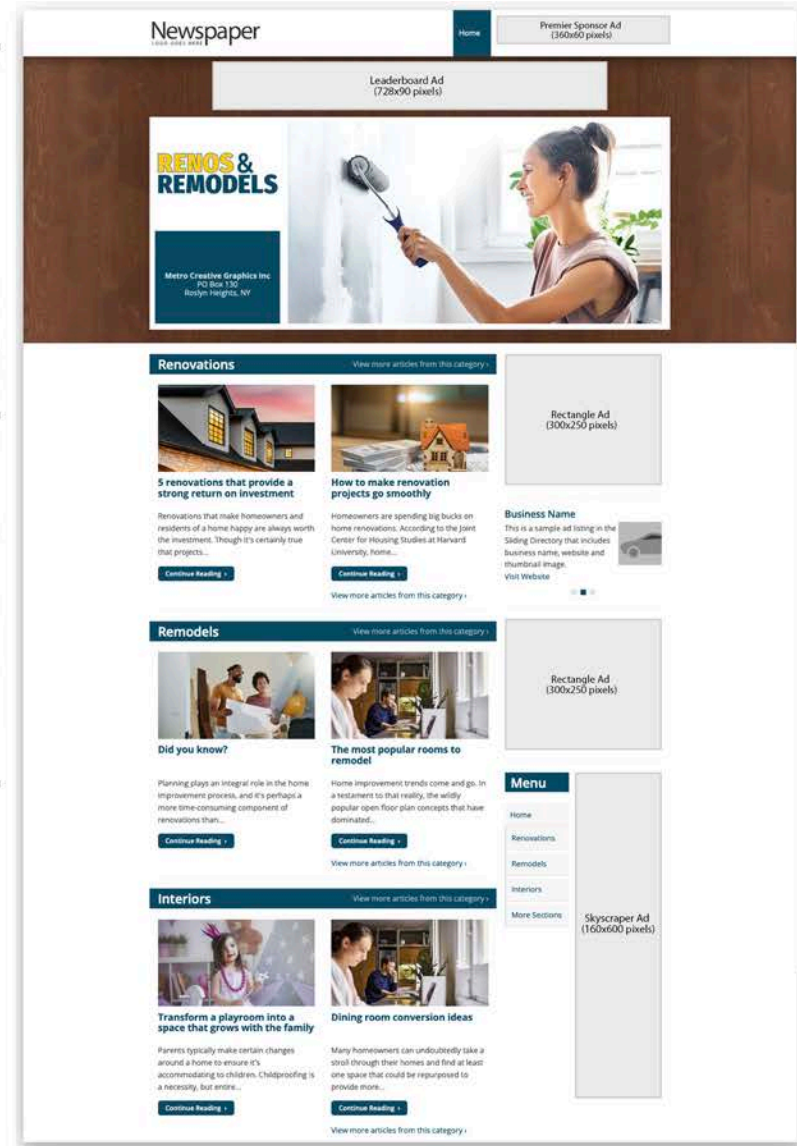 Newspaper
LOGO GOES HERE
Home
Premier Sponsor Ad
(360x60 pixels)
Leaderboard Ad
(728x90 pixels)
RENOS &
REMODELS
Metro Creative Graphics Inc
PO Box 130
Roslyn Heights, NY
Renovations
View more articles from this category ›
5 renovations that provide a
strong return on investment
Renovations that make homeowners and
residents of a home happy are always worth
the investment. Though it's certainly true
that projects...
Continue Reading ›
How to make renovation
projects go smoothly
Homeowners are spending big bucks on
home renovations. According to the Joint
Center for Housing Studies at Harvard
University, home...
Continue Reading ›
View more articles from this category ›
Rectangle Ad
(300x250 pixels)
Business Name
This is a sample ad listing in the
Sliding Directory that includes
business name, website and
thumbnail image.
Visit Website
Remodels
View more articles from this category ›
Did you know?
Planning plays an integral role in the home
improvement process, and it's perhaps a
more time-consuming component of
renovations than...
Continue Reading ›
The most popular rooms to
remodel
Home improvement trends come and go. In
a testament to that reality, the wildly
popular open floor plan concepts that have
dominated...
Continue Reading ›
View more articles from this category ›
Rectangle Ad
(300x250 pixels)
Menu
Home
Renovations
Remodels
Interiors
More Sections
Skyscraper Ad
(160x600 pixels)
Interiors
View more articles from this category ›
Transform a playroom into a
space that grows with the family
Parents typically make certain changes
around a home to ensure it's
accommodating to children. Childproofing is
a necessity, but entire...
Continue Reading ›
Dining room conversion ideas
Many homeowners can undoubtedly take a
stroll through their homes and find at least
one space that could be repurposed to
provide more...
Continue Reading ›
View more articles from this category ›